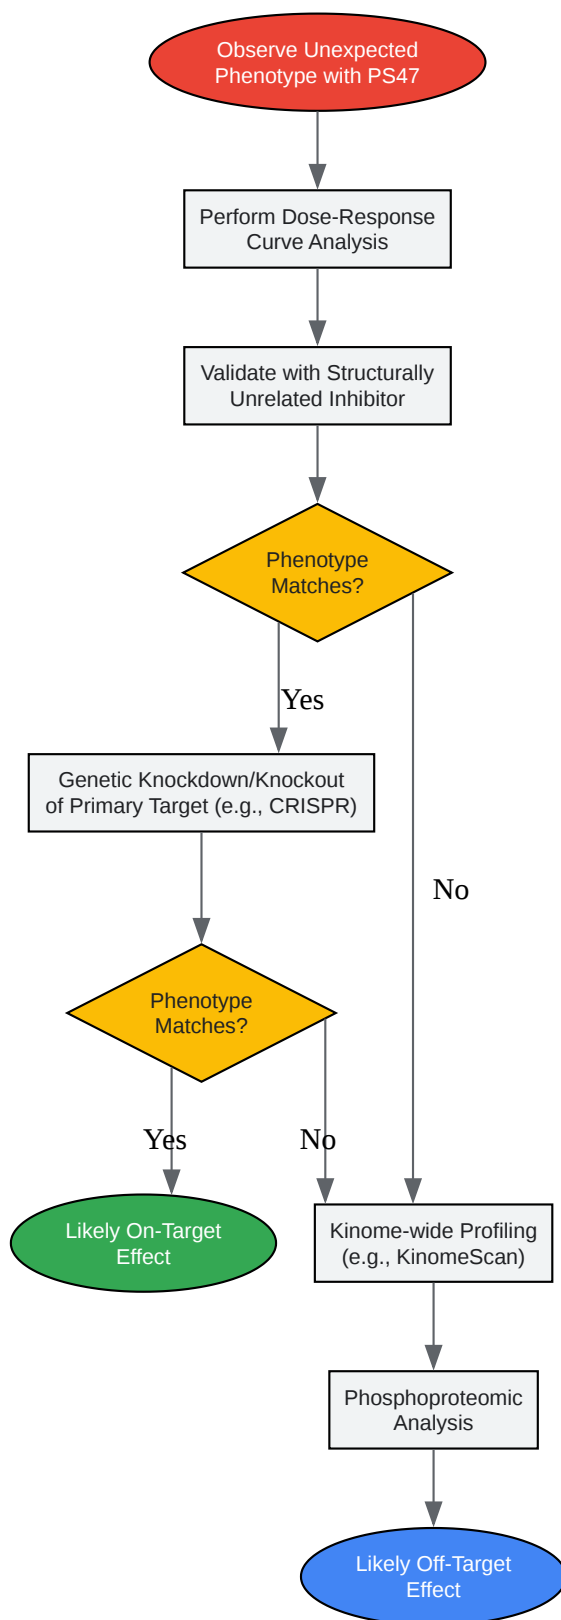 Observe Unexpected
Phenotype with PS47
Perform Dose-Response
Curve Analysis
Validate with Structurally
Unrelated Inhibitor
Phenotype
Matches?
Yes
Genetic Knockdown/Knockout
of Primary Target (e.g., CRISPR)
No
Phenotype
Matches?
Yes
No
Likely On-Target
Effect
Kinome-wide Profiling
(e.g., KinomeScan)
Phosphoproteomic
Analysis
Likely Off-Target
Effect